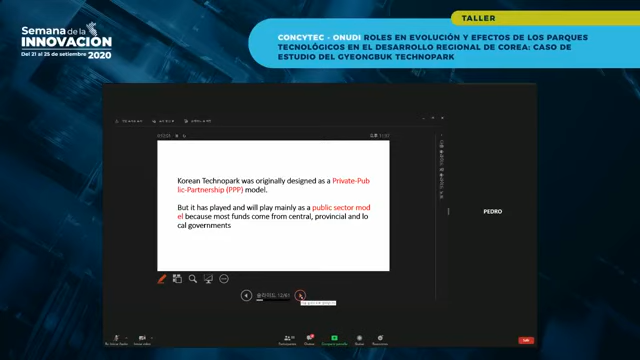 TALLER
Semana de la
INNOVACIÓN
Del 21 al 25 de setiembre 2020
CONCYTEC - ONUDI ROLES EN EVOLUCIÓN Y EFECTOS DE LOS PARQUES
TECNOLÓGICOS EN EL DESARROLLO REGIONAL DE COREA: CASO DE
ESTUDIO DEL GYEONGBUK TECHNOPARK
Korean Technopark was originally designed as a Private-Pub
lic-Partnership (PPP) model.
But it has played and will play mainly as a public sector mod
el because most funds come from central, provincial and lo
cal governments
PEDRO